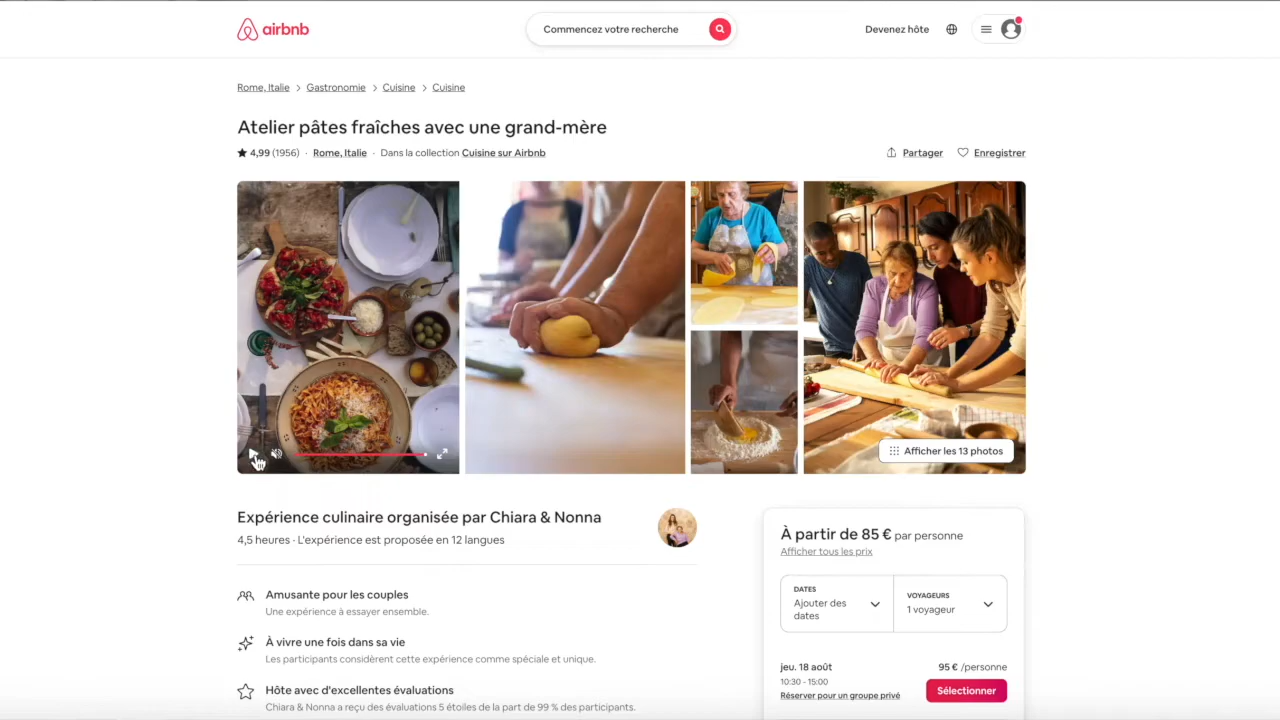 airbnb
Commencez votre recherche
Devenez hôte
Rome, Italie > Gastronomie > Cuisine > Cuisine
Atelier pâtes fraîches avec une grand-mère
★ 4,99 (1956) · Rome, Italie · Dans la collection Cuisine sur Airbnb
Partager
Enregistrer
Afficher les 13 photos
Expérience culinaire organisée par Chiara & Nonna
4,5 heures · L'expérience est proposée en 12 langues
Amusante pour les couples
Une expérience à essayer ensemble.
À vivre une fois dans sa vie
Les participants considèrent cette expérience comme spéciale et unique.
Hôte avec d'excellentes évaluations
Chiara & Nonna a reçu des évaluations 5 étoiles de la part de 99 % des participants.
À partir de 85 € par personne
Afficher tous les prix
DATES
Ajouter des
dates
VOYAGEURS
1 voyageur
jeu. 18 août
95 € /personne
10:30 - 15:00
Réserver pour un groupe privé
Sélectionner